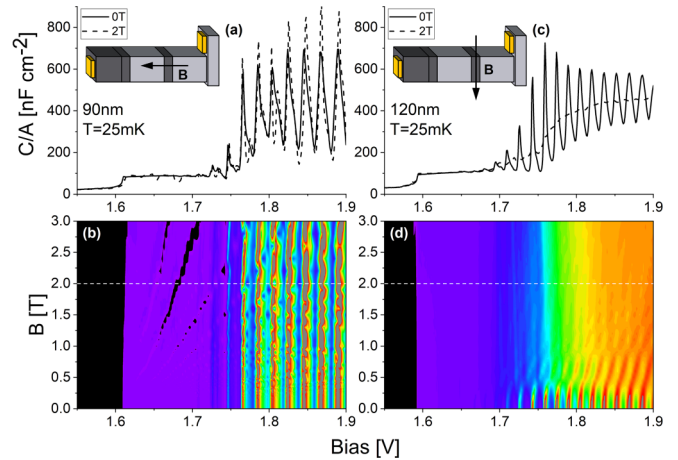 0T
2T
(a)
B
90nm
T=25mK
C/A [nF cm⁻²]
800
600
400
200
0
1.6
1.7
1.8
1.9
0T
2T
(c)
B
120nm
T=25mK
1.6
1.7
1.8
1.9
(b)
B [T]
3.0
2.5
2.0
1.5
1.0
0.5
0.0
1.6
1.7
1.8
1.9
(d)
1.6
1.7
1.8
1.9
Bias [V]